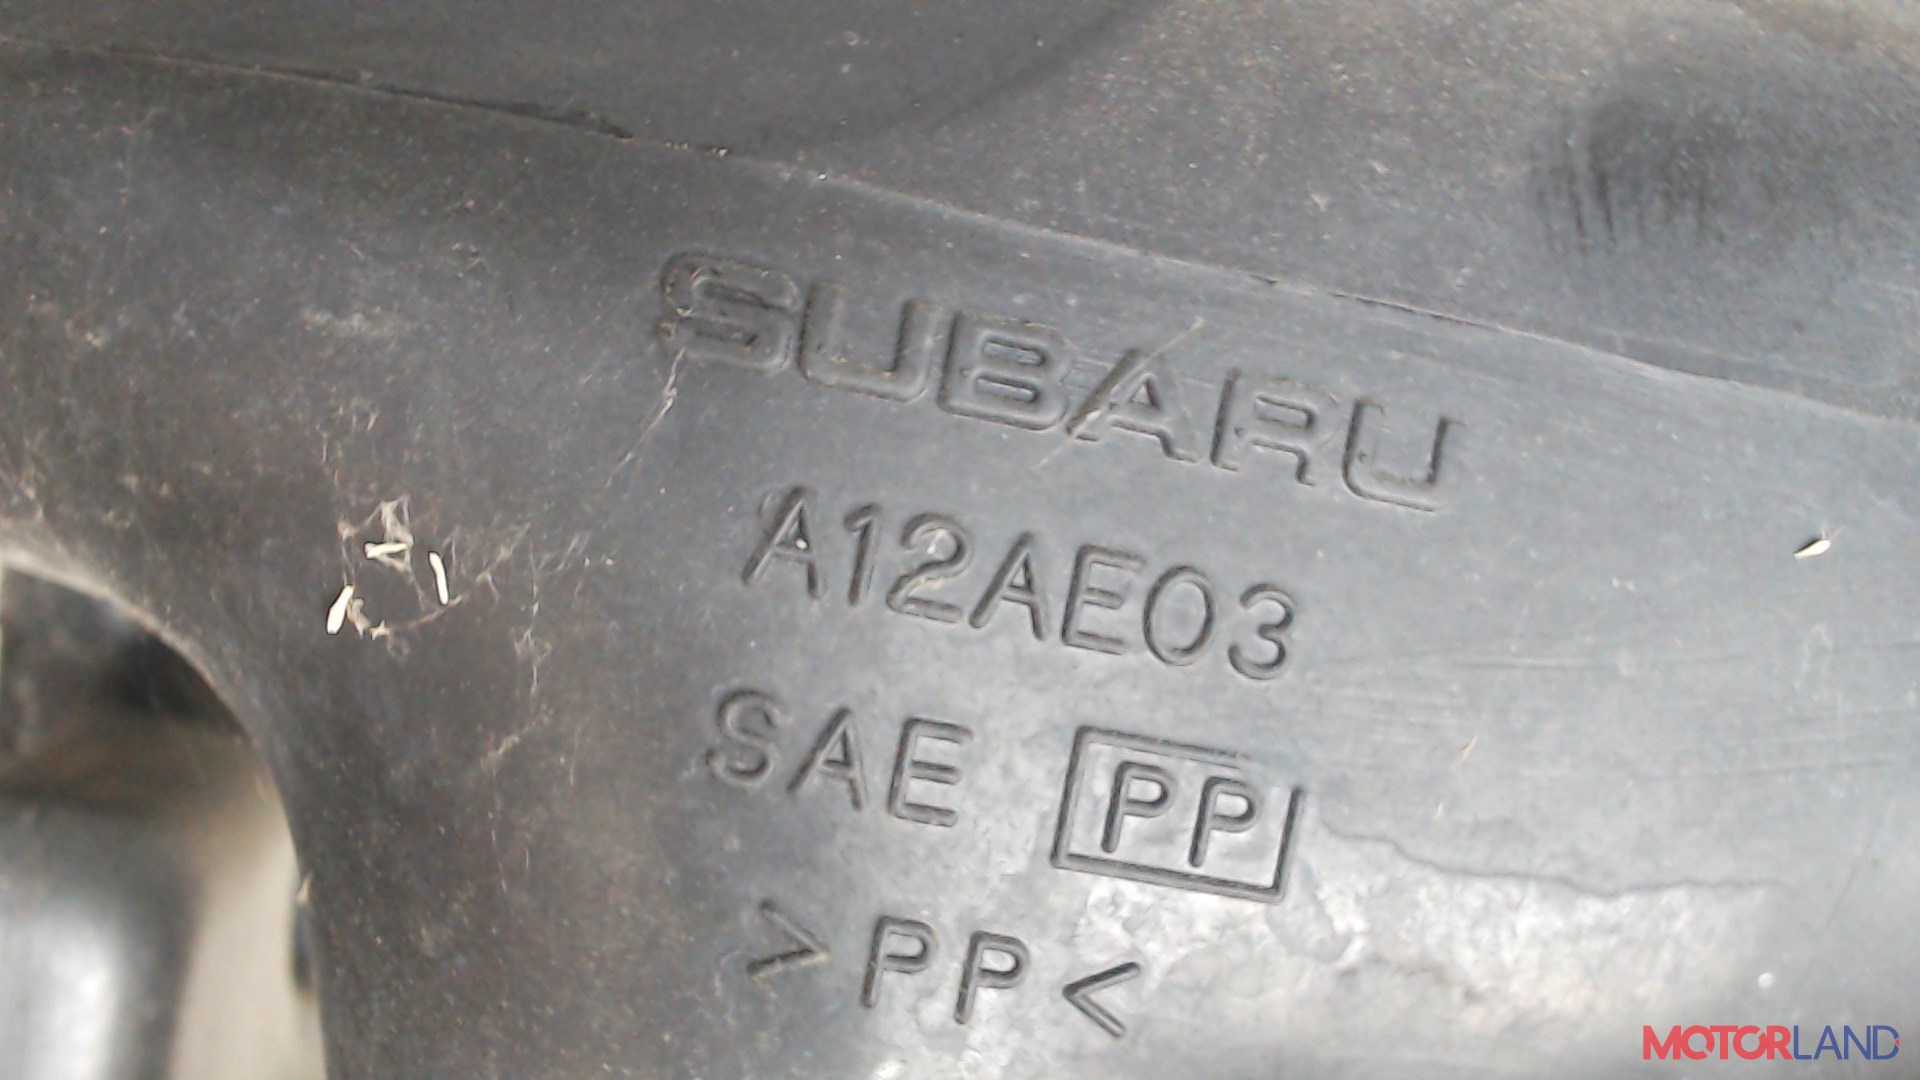 SUBARU
A12AE03
SAE PP
>PP<
MOTORLAND